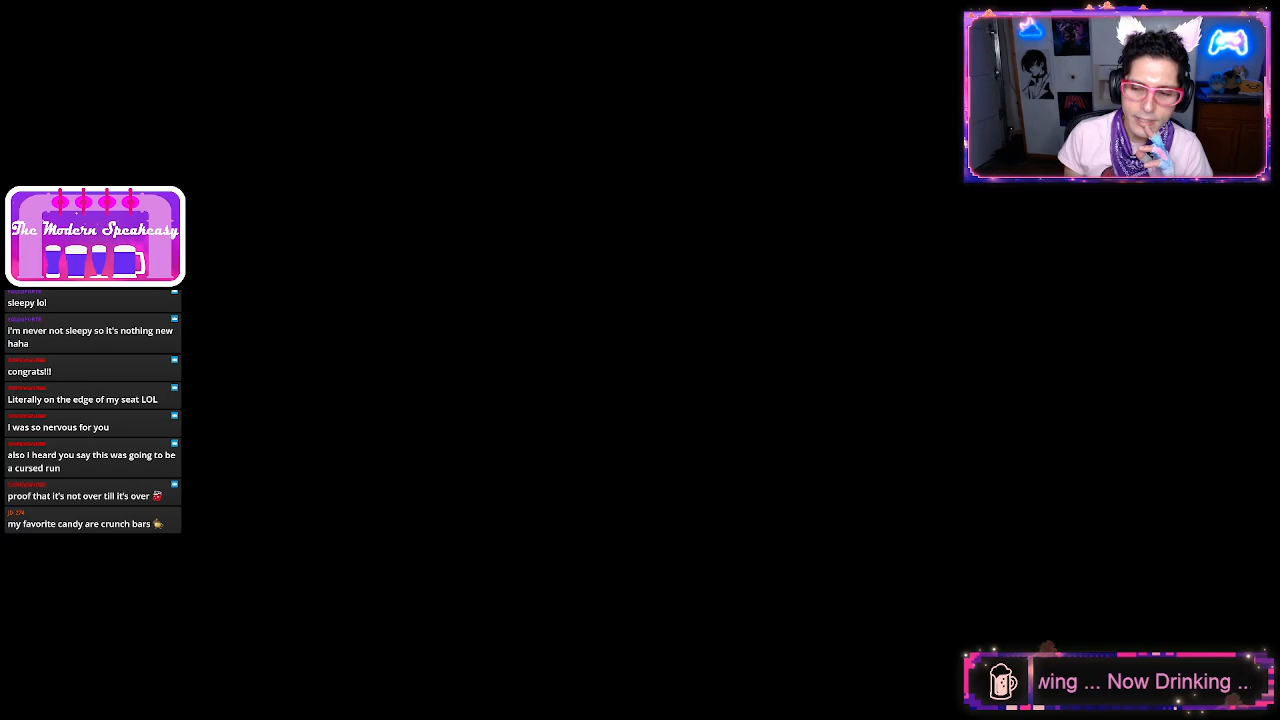 The Modern Speakeasy
sleepy lol
I'm never not sleepy so it's nothing new
haha
congrats!!!
Literally on the edge of my seat LOL
I was so nervous for you
also I heard you say this was going to be
a cursed run
proof that it's not over till it's over
JD_274
my favorite candy are crunch bars
wing ... Now Drinking ...